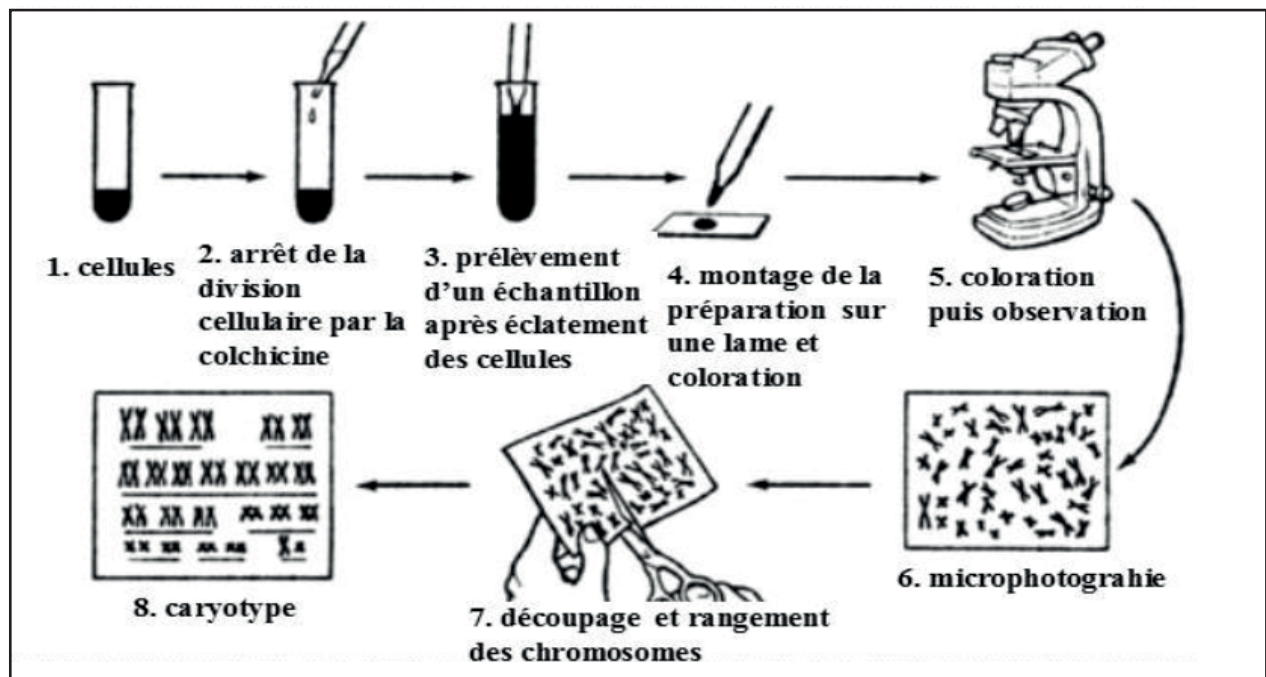 1. cellules
2. arrêt de la
division
cellulaire par la
colchicine
3. prélèvement
d'un échantillon
après éclatement
des cellules
4. montage de la
préparation sur
une lame et
coloration
5. coloration
puis observation
6. microphotograhie
7. découpage et rangement
des chromosomes
8. caryotype